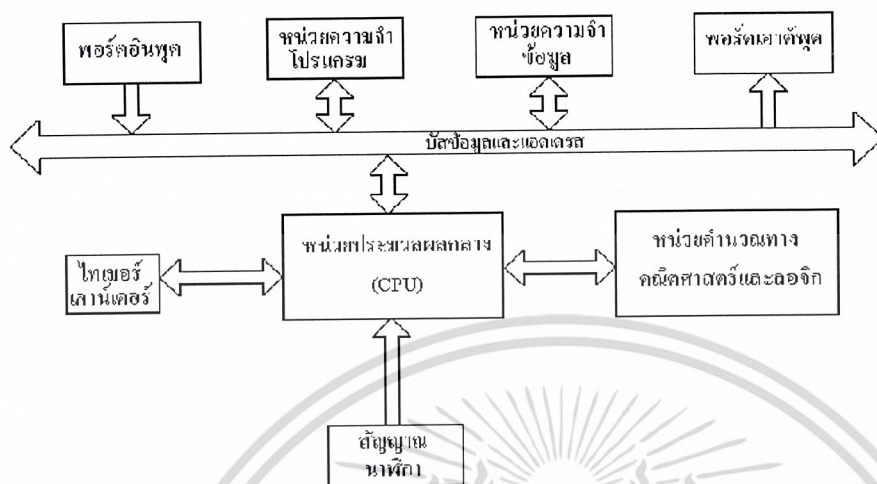 พอร์ตอินพุต
หน่วยความจำ
โปรแกรม
หน่วยความจำ
ข้อมูล
พอร์ตเอาต์พุต
บัสข้อมูลและแอดเดรส
หน่วยประมวลผลกลาง
(CPU)
หน่วยคำนวณทาง
คณิตศาสตร์และลอจิก
ไทเมอร์
เคาน์เตอร์
สัญญาณ
นาฬิกา